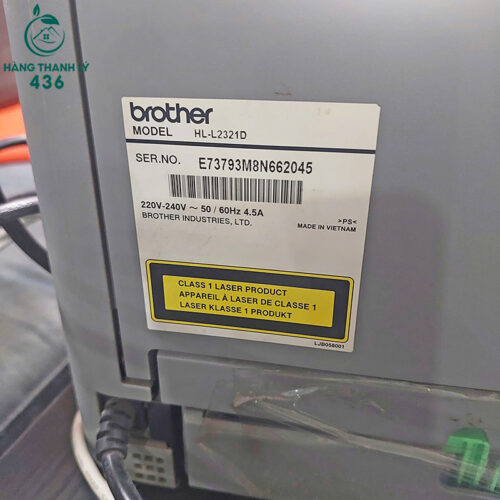 HÀNG THANH LÝ
436
brother
MODEL HL-L2321D
SER.NO. E73793M8N662045
220V-240V ~ 50 / 60Hz 4.5A
BROTHER INDUSTRIES, LTD.
>PS<
MADE IN VIETNAM
CLASS 1 LASER PRODUCT
APPAREIL À LASER DE CLASSE 1
LASER KLASSE 1 PRODUKT
LJB056001